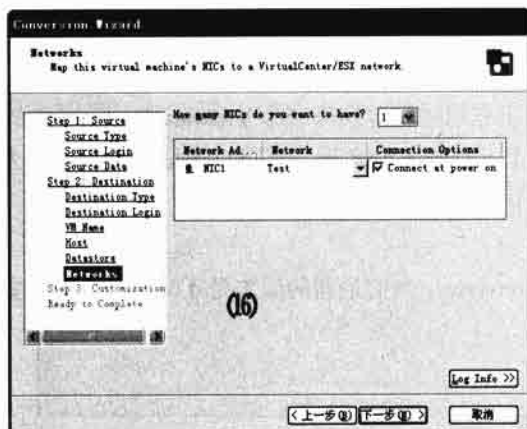 Conversion Wizard
Networks
Map this virtual machine's NICs to a VirtualCenter/ESX network.
How many NICs do you want to have? 1
Step 1: Source
Source Type
Source Login
Source Data
Step 2: Destination
Destination Type
Destination Login
VM Name
Host
Datastore
Networks
Step 3: Customization
Ready to Complete
Network Ad... Network Connection Options
NIC1 Test Connect at power on
(16)
Log Info >>
< 上一步(B) 下一步(N) > 取消